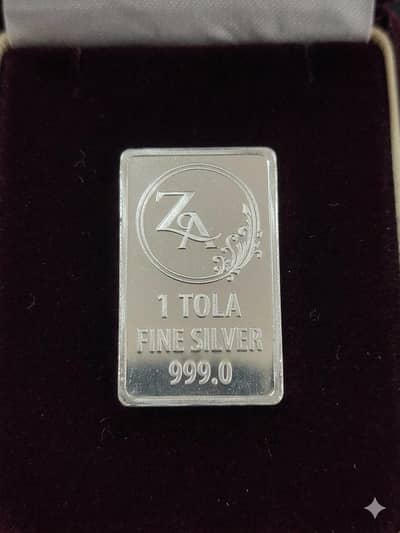 ZA
1 TOLA
FINE SILVER
999.0